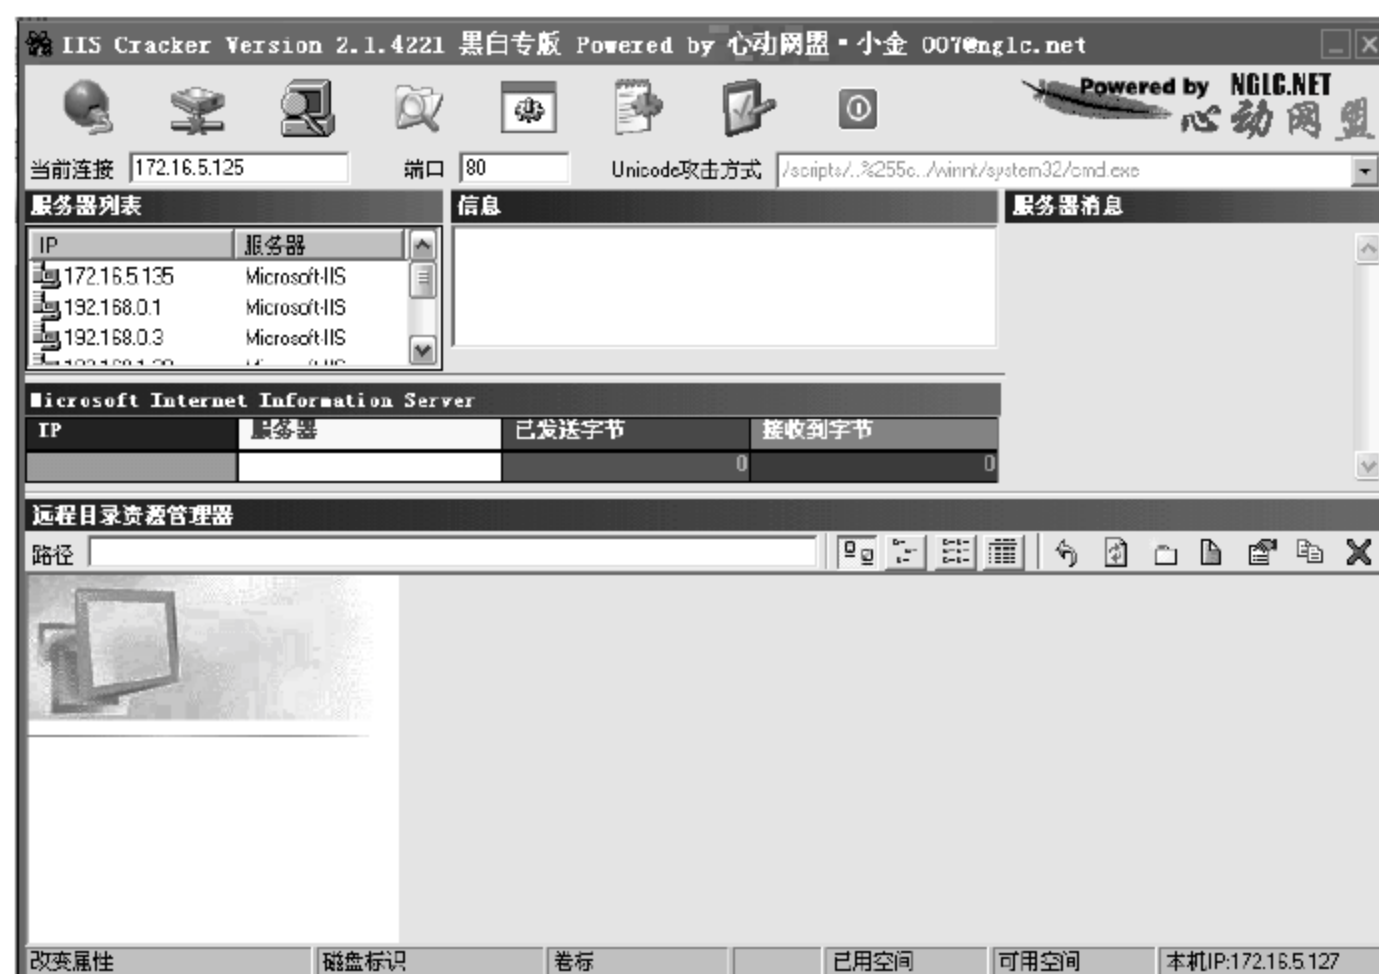 IIS Cracker Version 2.1.4221 黑白专版 Powered by 心动网盟·小金 007@nglc.net
Powered by NGLC.NET
心动网盟
当前连接 172.16.5.125 端口 80 Unicode攻击方式 /scripts/..%255c../winnt/system32/cmd.exe
服务器列表 信息 服务器消息
IP 服务器
172.16.5.135 Microsoft-IIS
192.168.0.1 Microsoft-IIS
192.168.0.3 Microsoft-IIS
Microsoft Internet Information Server
IP 服务器 已发送字节 接收到字节
0 0
远程目录资源管理器
路径
改变属性 磁盘标识 卷标 已用空间 可用空间 本机IP:172.16.5.127